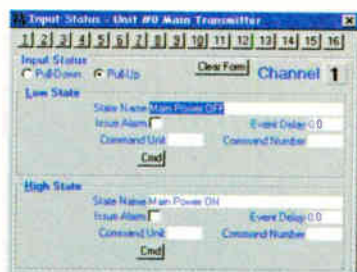 Input Status - Unit #0 Main Transmitter
1 2 3 4 5 6 7 8 9 10 11 12 13 14 15 16
Input Status
Pull-Down Pull-Up Clear Form Channel 1
Low State
State Name Main Power OFF
Issue Alarm Event Delay 0.0
Command Unit Command Number
Cmd
High State
State Name Main Power ON
Issue Alarm Event Delay 0.0
Command Unit Command Number
Cmd